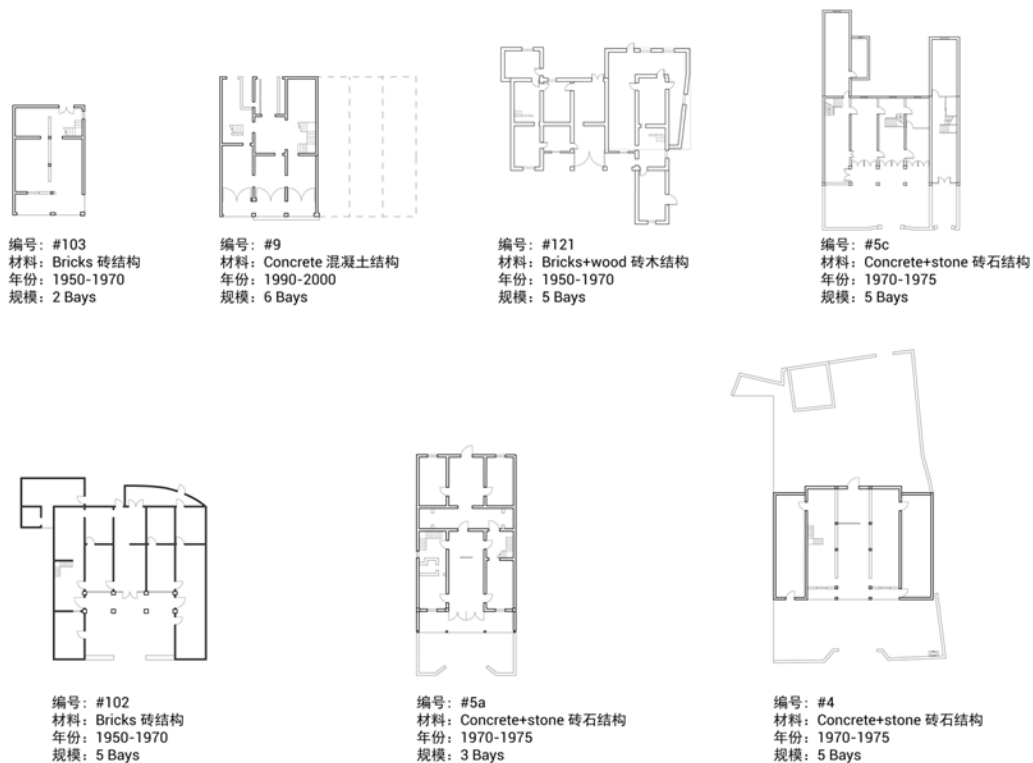 编号：#103
材料：Bricks 砖结构
年份：1950-1970
规模：2 Bays
编号：#9
材料：Concrete 混凝土结构
年份：1990-2000
规模：6 Bays
编号：#121
材料：Bricks+wood 砖木结构
年份：1950-1970
规模：5 Bays
编号：#5c
材料：Concrete+stone 砖石结构
年份：1970-1975
规模：5 Bays
编号：#102
材料：Bricks 砖结构
年份：1950-1970
规模：5 Bays
编号：#5a
材料：Concrete+stone 砖石结构
年份：1970-1975
规模：3 Bays
编号：#4
材料：Concrete+stone 砖石结构
年份：1970-1975
规模：5 Bays